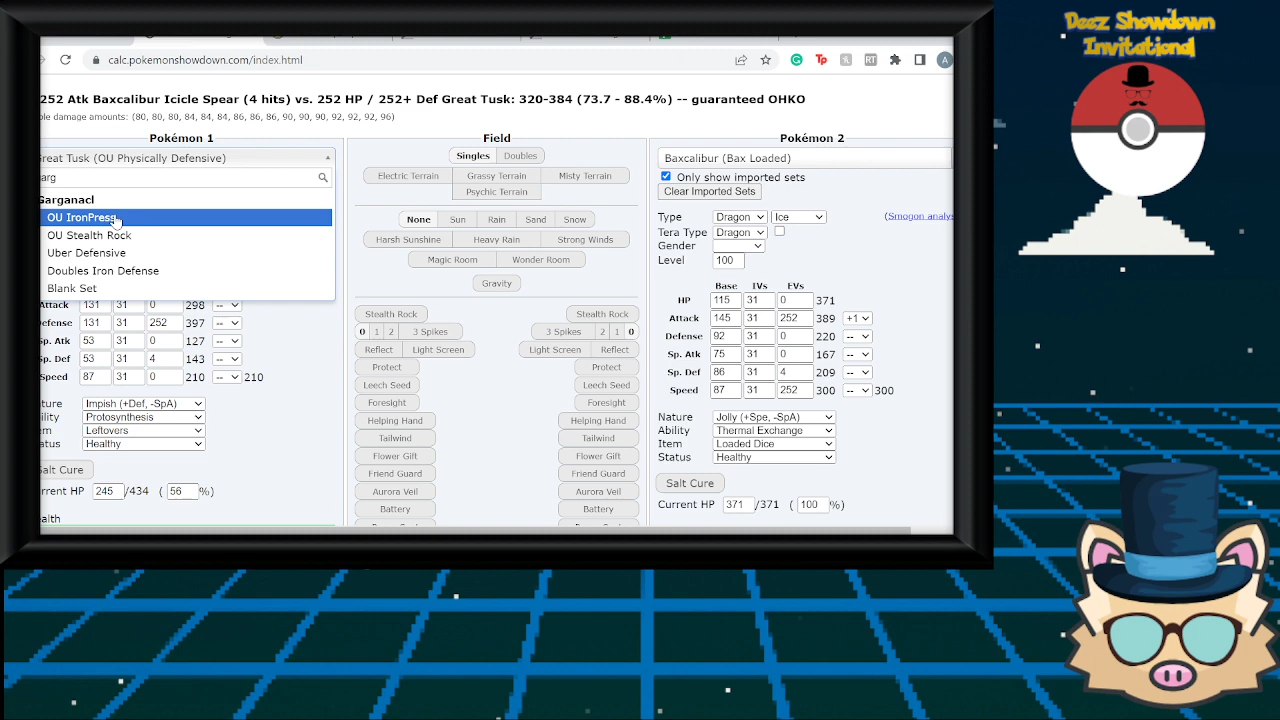 Deez Showdown
Invitational
calc.pokemonshowdown.com/index.html
A
252 Atk Baxcalibur Icicle Spear (4 hits) vs. 252 HP / 252+ Def Great Tusk: 320-384 (73.7 - 88.4%) -- guaranteed OHKO
ble damage amounts: (80, 80, 80, 84, 84, 84, 86, 86, 86, 90, 90, 90, 92, 92, 92, 96)
Pokémon 1
Great Tusk (OU Physically Defensive)
arg
Garganacl
OU IronPress
OU Stealth Rock
Uber Defensive
Doubles Iron Defense
Blank Set
Attack 131 31 0 298 --
Defense 131 31 252 397 --
Sp. Atk 53 31 0 127 --
Sp. Def 53 31 4 143 --
Speed 87 31 0 210 -- 210
ture Impish (+Def, -SpA)
bility Protosynthesis
em Leftovers
atus Healthy
Salt Cure
rrent HP 245 /434 ( 56 %)
ealth
Field
Singles Doubles
Electric Terrain Grassy Terrain Misty Terrain
Psychic Terrain
None Sun Rain Sand Snow
Harsh Sunshine Heavy Rain Strong Winds
Magic Room Wonder Room
Gravity
Stealth Rock Stealth Rock
0 1 2 3 Spikes 3 Spikes 2 1 0
Reflect Light Screen Light Screen Reflect
Protect Protect
Leech Seed Leech Seed
Foresight Foresight
Helping Hand Helping Hand
Tailwind Tailwind
Flower Gift Flower Gift
Friend Guard Friend Guard
Aurora Veil Aurora Veil
Battery Battery
Pokémon 2
Baxcalibur (Bax Loaded)
Only show imported sets
Clear Imported Sets
Type Dragon Ice (Smogon analys
Tera Type Dragon
Gender
Level 100
Base IVs EVs
HP 115 31 0 371
Attack 145 31 252 389 +1
Defense 92 31 0 220 --
Sp. Atk 75 31 0 167 --
Sp. Def 86 31 4 209 --
Speed 87 31 252 300 -- 300
Nature Jolly (+Spe, -SpA)
Ability Thermal Exchange
Item Loaded Dice
Status Healthy
Salt Cure
Current HP 371 /371 ( 100 %)